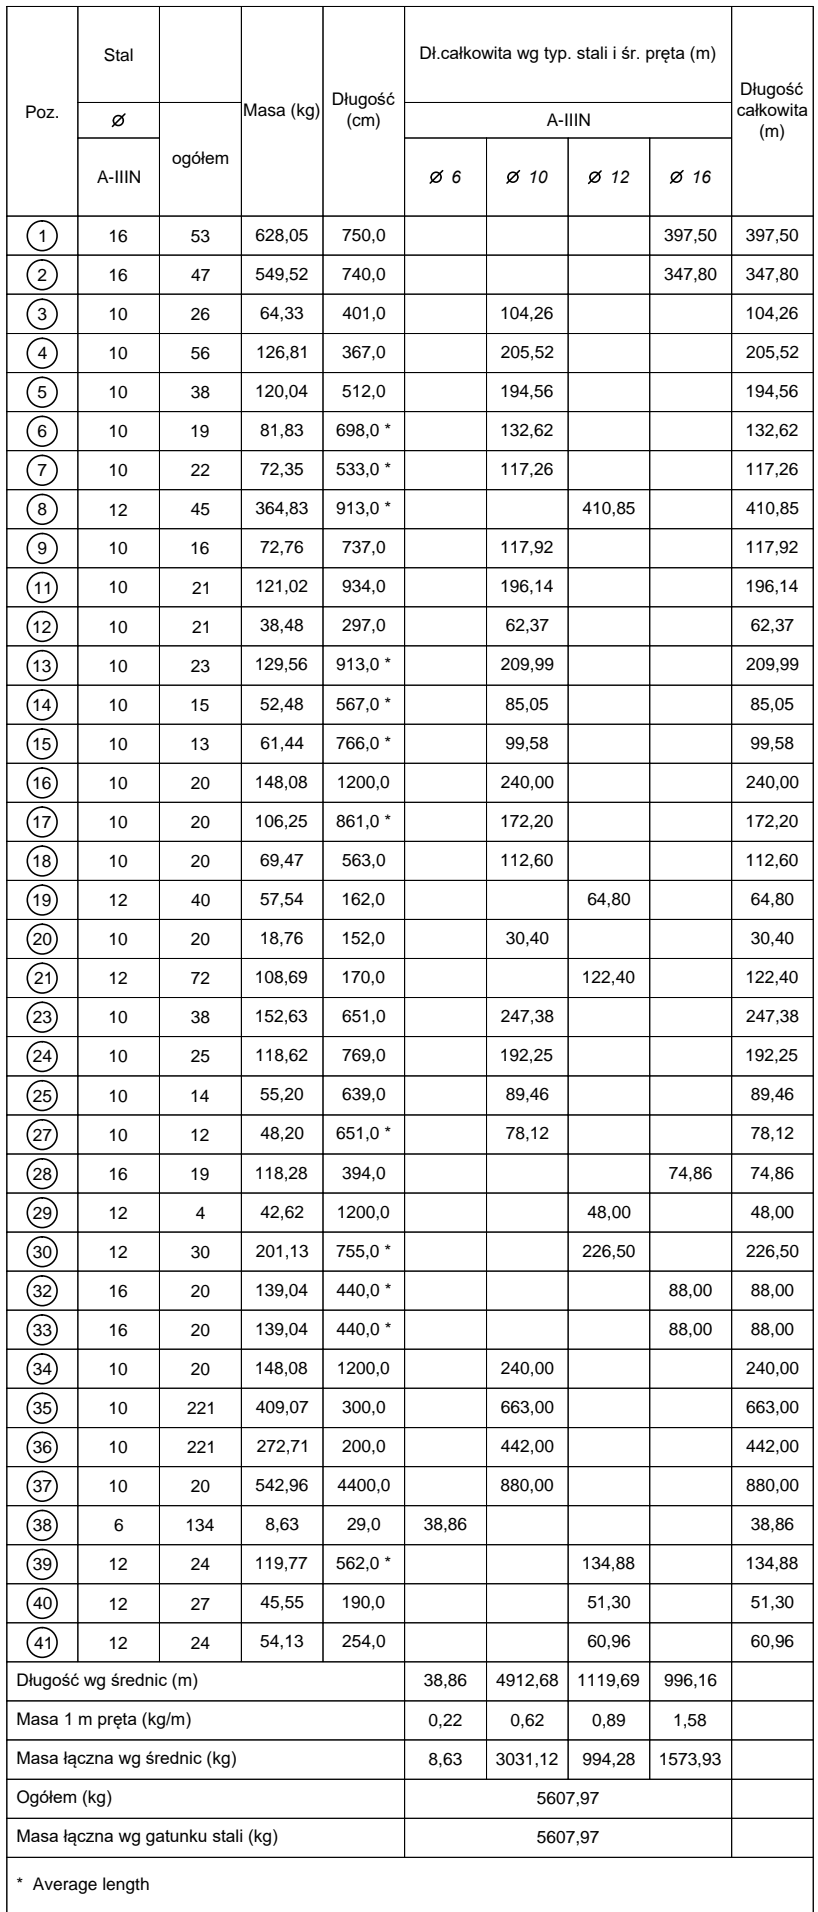 Poz. Stal Masa (kg) Długość (cm) Dł.całkowita wg typ. stali i śr. pręta (m) Długość całkowita (m)
Ø ogółem A-IIIN
A-IIIN Ø 6 Ø 10 Ø 12 Ø 16
1 16 53 628,05 750,0 397,50 397,50
2 16 47 549,52 740,0 347,80 347,80
3 10 26 64,33 401,0 104,26 104,26
4 10 56 126,81 367,0 205,52 205,52
5 10 38 120,04 512,0 194,56 194,56
6 10 19 81,83 698,0 * 132,62 132,62
7 10 22 72,35 533,0 * 117,26 117,26
8 12 45 364,83 913,0 * 410,85 410,85
9 10 16 72,76 737,0 117,92 117,92
11 10 21 121,02 934,0 196,14 196,14
12 10 21 38,48 297,0 62,37 62,37
13 10 23 129,56 913,0 * 209,99 209,99
14 10 15 52,48 567,0 * 85,05 85,05
15 10 13 61,44 766,0 * 99,58 99,58
16 10 20 148,08 1200,0 240,00 240,00
17 10 20 106,25 861,0 * 172,20 172,20
18 10 20 69,47 563,0 112,60 112,60
19 12 40 57,54 162,0 64,80 64,80
20 10 20 18,76 152,0 30,40 30,40
21 12 72 108,69 170,0 122,40 122,40
23 10 38 152,63 651,0 247,38 247,38
24 10 25 118,62 769,0 192,25 192,25
25 10 14 55,20 639,0 89,46 89,46
27 10 12 48,20 651,0 * 78,12 78,12
28 16 19 118,28 394,0 74,86 74,86
29 12 4 42,62 1200,0 48,00 48,00
30 12 30 201,13 755,0 * 226,50 226,50
32 16 20 139,04 440,0 * 88,00 88,00
33 16 20 139,04 440,0 * 88,00 88,00
34 10 20 148,08 1200,0 240,00 240,00
35 10 221 409,07 300,0 663,00 663,00
36 10 221 272,71 200,0 442,00 442,00
37 10 20 542,96 4400,0 880,00 880,00
38 6 134 8,63 29,0 38,86 38,86
39 12 24 119,77 562,0 * 134,88 134,88
40 12 27 45,55 190,0 51,30 51,30
41 12 24 54,13 254,0 60,96 60,96
Długość wg średnic (m) 38,86 4912,68 1119,69 996,16
Masa 1 m pręta (kg/m) 0,22 0,62 0,89 1,58
Masa łączna wg średnic (kg) 8,63 3031,12 994,28 1573,93
Ogółem (kg) 5607,97
Masa łączna wg gatunku stali (kg) 5607,97
* Average length